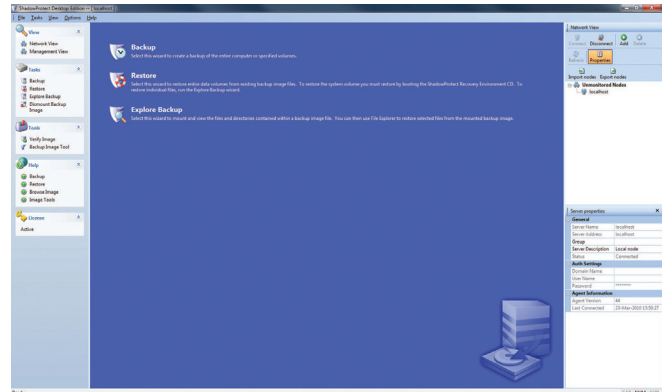 ShadowProtect Desktop Edition - [localhost]
File Tasks View Options Help
View
Network View
Management View
Tasks
Backup
Restore
Explore Backup
Dismount Backup
Image
Tools
Verify Image
Backup Image Tool
Help
Backup
Restore
Browse Image
Image Tools
License
Active
Backup
Select this wizard to create a backup of the entire computer or specified volumes.
Restore
Select this wizard to restore entire data volumes from existing backup image files. To restore the system volume you must restore by booting the ShadowProtect Recovery Environment CD. To
restore individual files, run the Explore Backup wizard.
Explore Backup
Select this wizard to mount and view the files and directories contained within a backup image file. You can then use File Explorer to restore selected files from the mounted backup image.
Network View
Connect Disconnect Add Delete
Refresh Properties
Import nodes Export nodes
Unmonitored Nodes
localhost
Server properties
General
Server Name localhost
Server Address localhost
Group
Server Description Local node
Status Connected
Auth Settings
Domain Name
User Name
Password ********
Agent Information
Agent Version 44
Last Connected